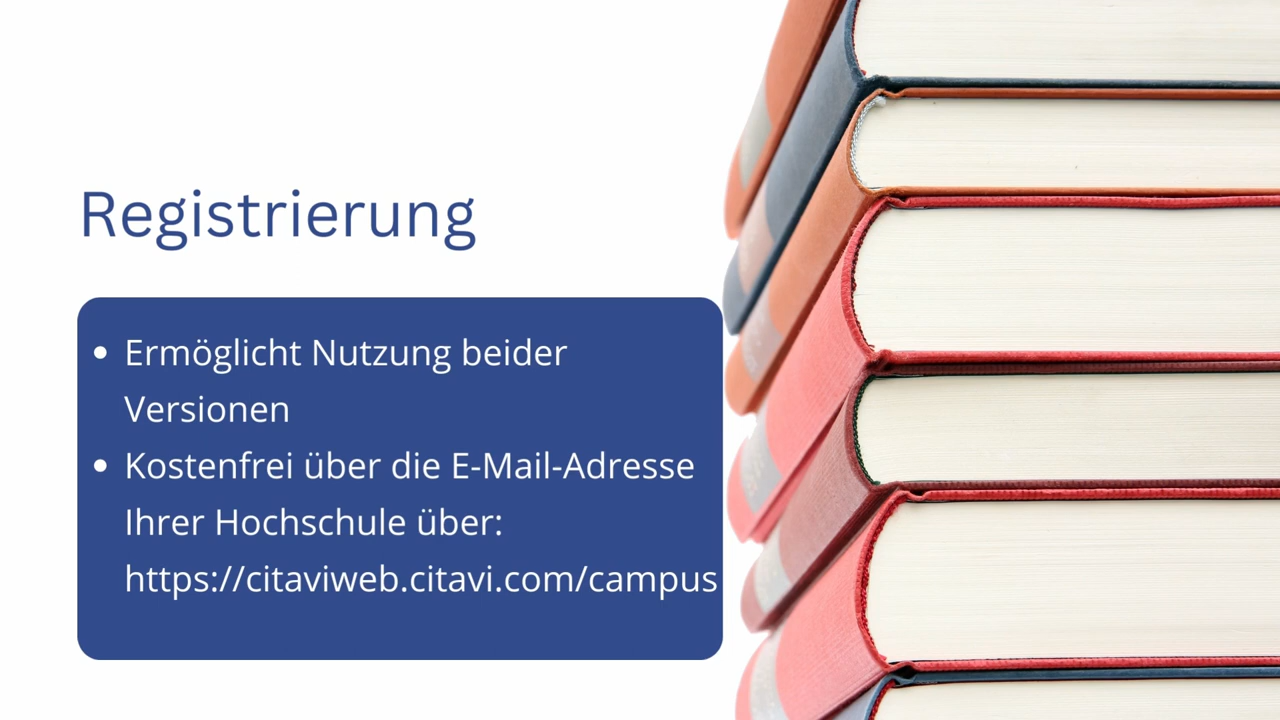 Registrierung
Ermöglicht Nutzung beider
Versionen
Kostenfrei über die E-Mail-Adresse
Ihrer Hochschule über:
https://citaviweb.citavi.com/campus